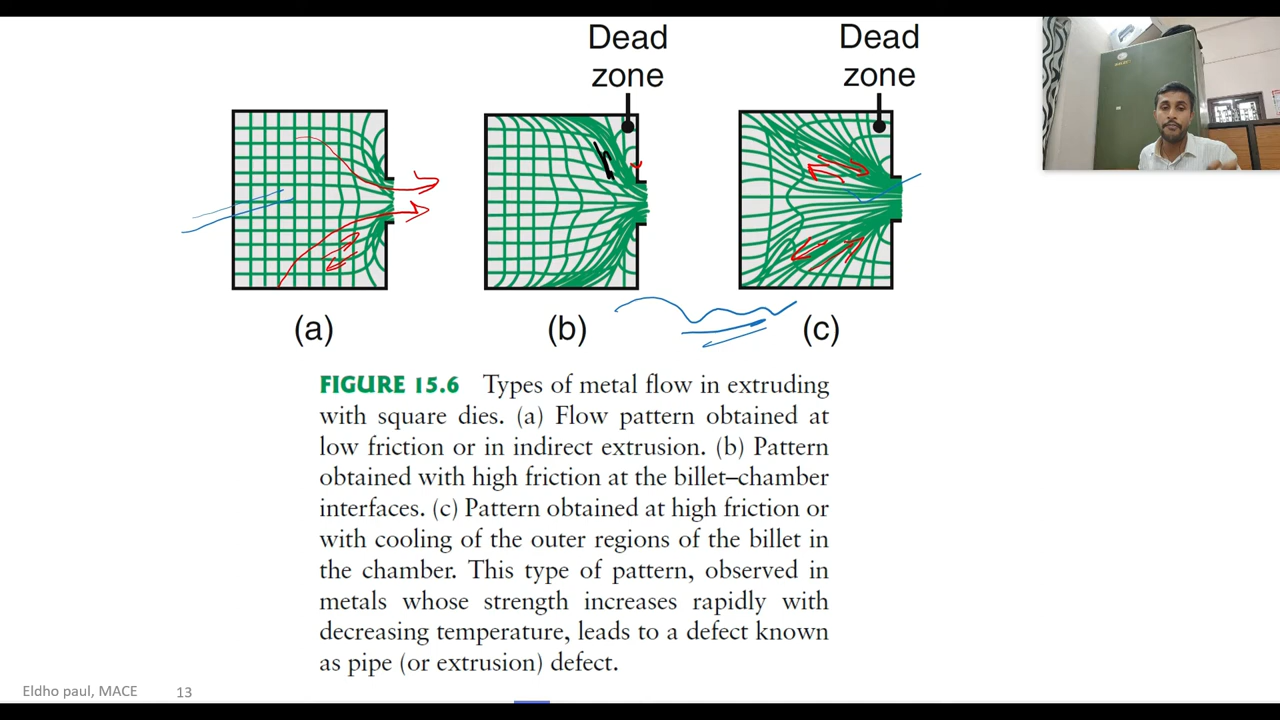 Dead
zone
Dead
zone
(a)
(b)
(c)
FIGURE 15.6 Types of metal flow in extruding
with square dies. (a) Flow pattern obtained at
low friction or in indirect extrusion. (b) Pattern
obtained with high friction at the billet–chamber
interfaces. (c) Pattern obtained at high friction or
with cooling of the outer regions of the billet in
the chamber. This type of pattern, observed in
metals whose strength increases rapidly with
decreasing temperature, leads to a defect known
as pipe (or extrusion) defect.
Eldho paul, MACE
13